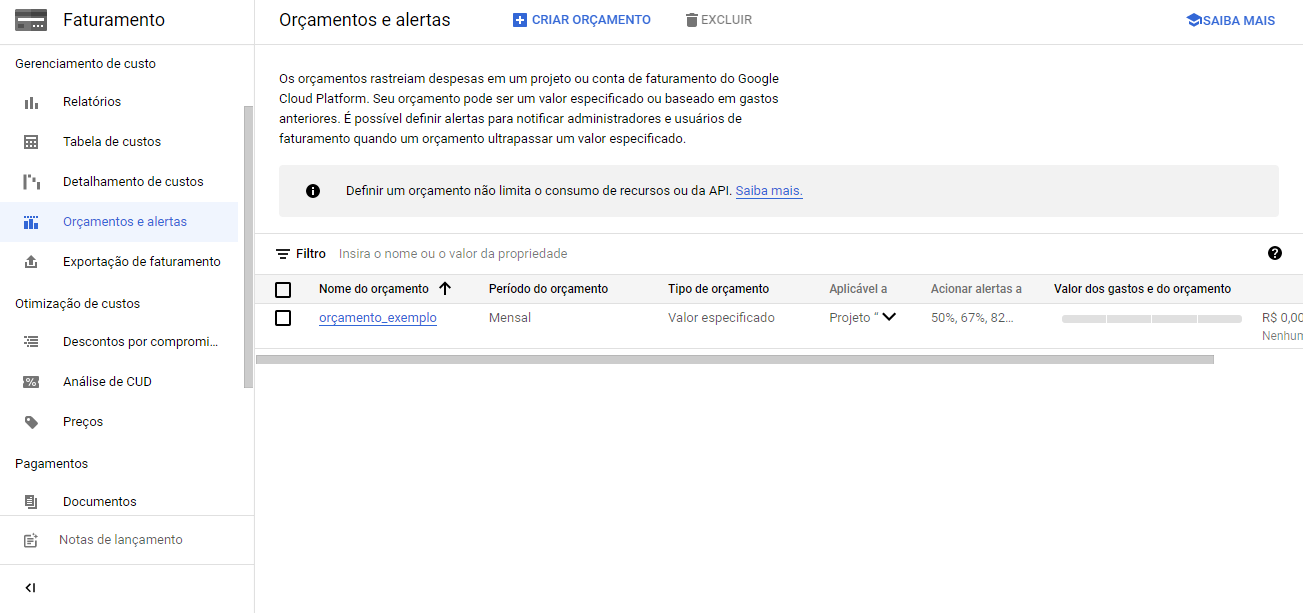 Faturamento
Orçamentos e alertas
CRIAR ORÇAMENTO
EXCLUIR
SAIBA MAIS
Gerenciamento de custo
Relatórios
Tabela de custos
Detalhamento de custos
Orçamentos e alertas
Exportação de faturamento
Otimização de custos
Descontos por compromi...
Análise de CUD
Preços
Pagamentos
Documentos
Notas de lançamento
Os orçamentos rastreiam despesas em um projeto ou conta de faturamento do Google
Cloud Platform. Seu orçamento pode ser um valor especificado ou baseado em gastos
anteriores. É possível definir alertas para notificar administradores e usuários de
faturamento quando um orçamento ultrapassar um valor especificado.
Definir um orçamento não limita o consumo de recursos ou da API. Saiba mais.
Filtro Insira o nome ou o valor da propriedade
Nome do orçamento Período do orçamento Tipo de orçamento Aplicável a Acionar alertas a Valor dos gastos e do orçamento
orçamento_exemplo Mensal Valor especificado Projeto “ 50%, 67%, 82... R$ 0,00
Nenhun